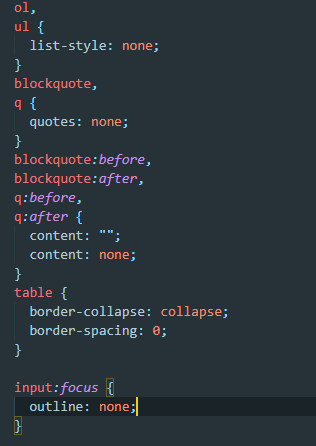 ol,
ul {
  list-style: none;
}
blockquote,
q {
  quotes: none;
}
blockquote:before,
blockquote:after,
q:before,
q:after {
  content: "";
  content: none;
}
table {
  border-collapse: collapse;
  border-spacing: 0;
}

input:focus {
  outline: none;
}